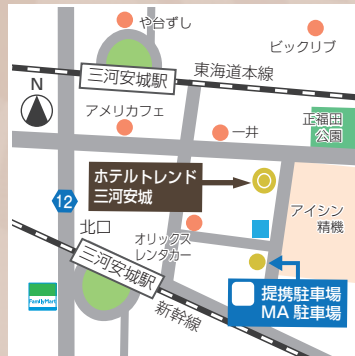 や台ずし
ビックリブ
三河安城駅
東海道本線
N
アメリカフェ
一井
正福田
公園
ホテルトレンド
三河安城
12
北口
オリックス
レンタカー
アイシン
精機
三河安城駅
新幹線
FamilyMart
提携駐車場
MA 駐車場